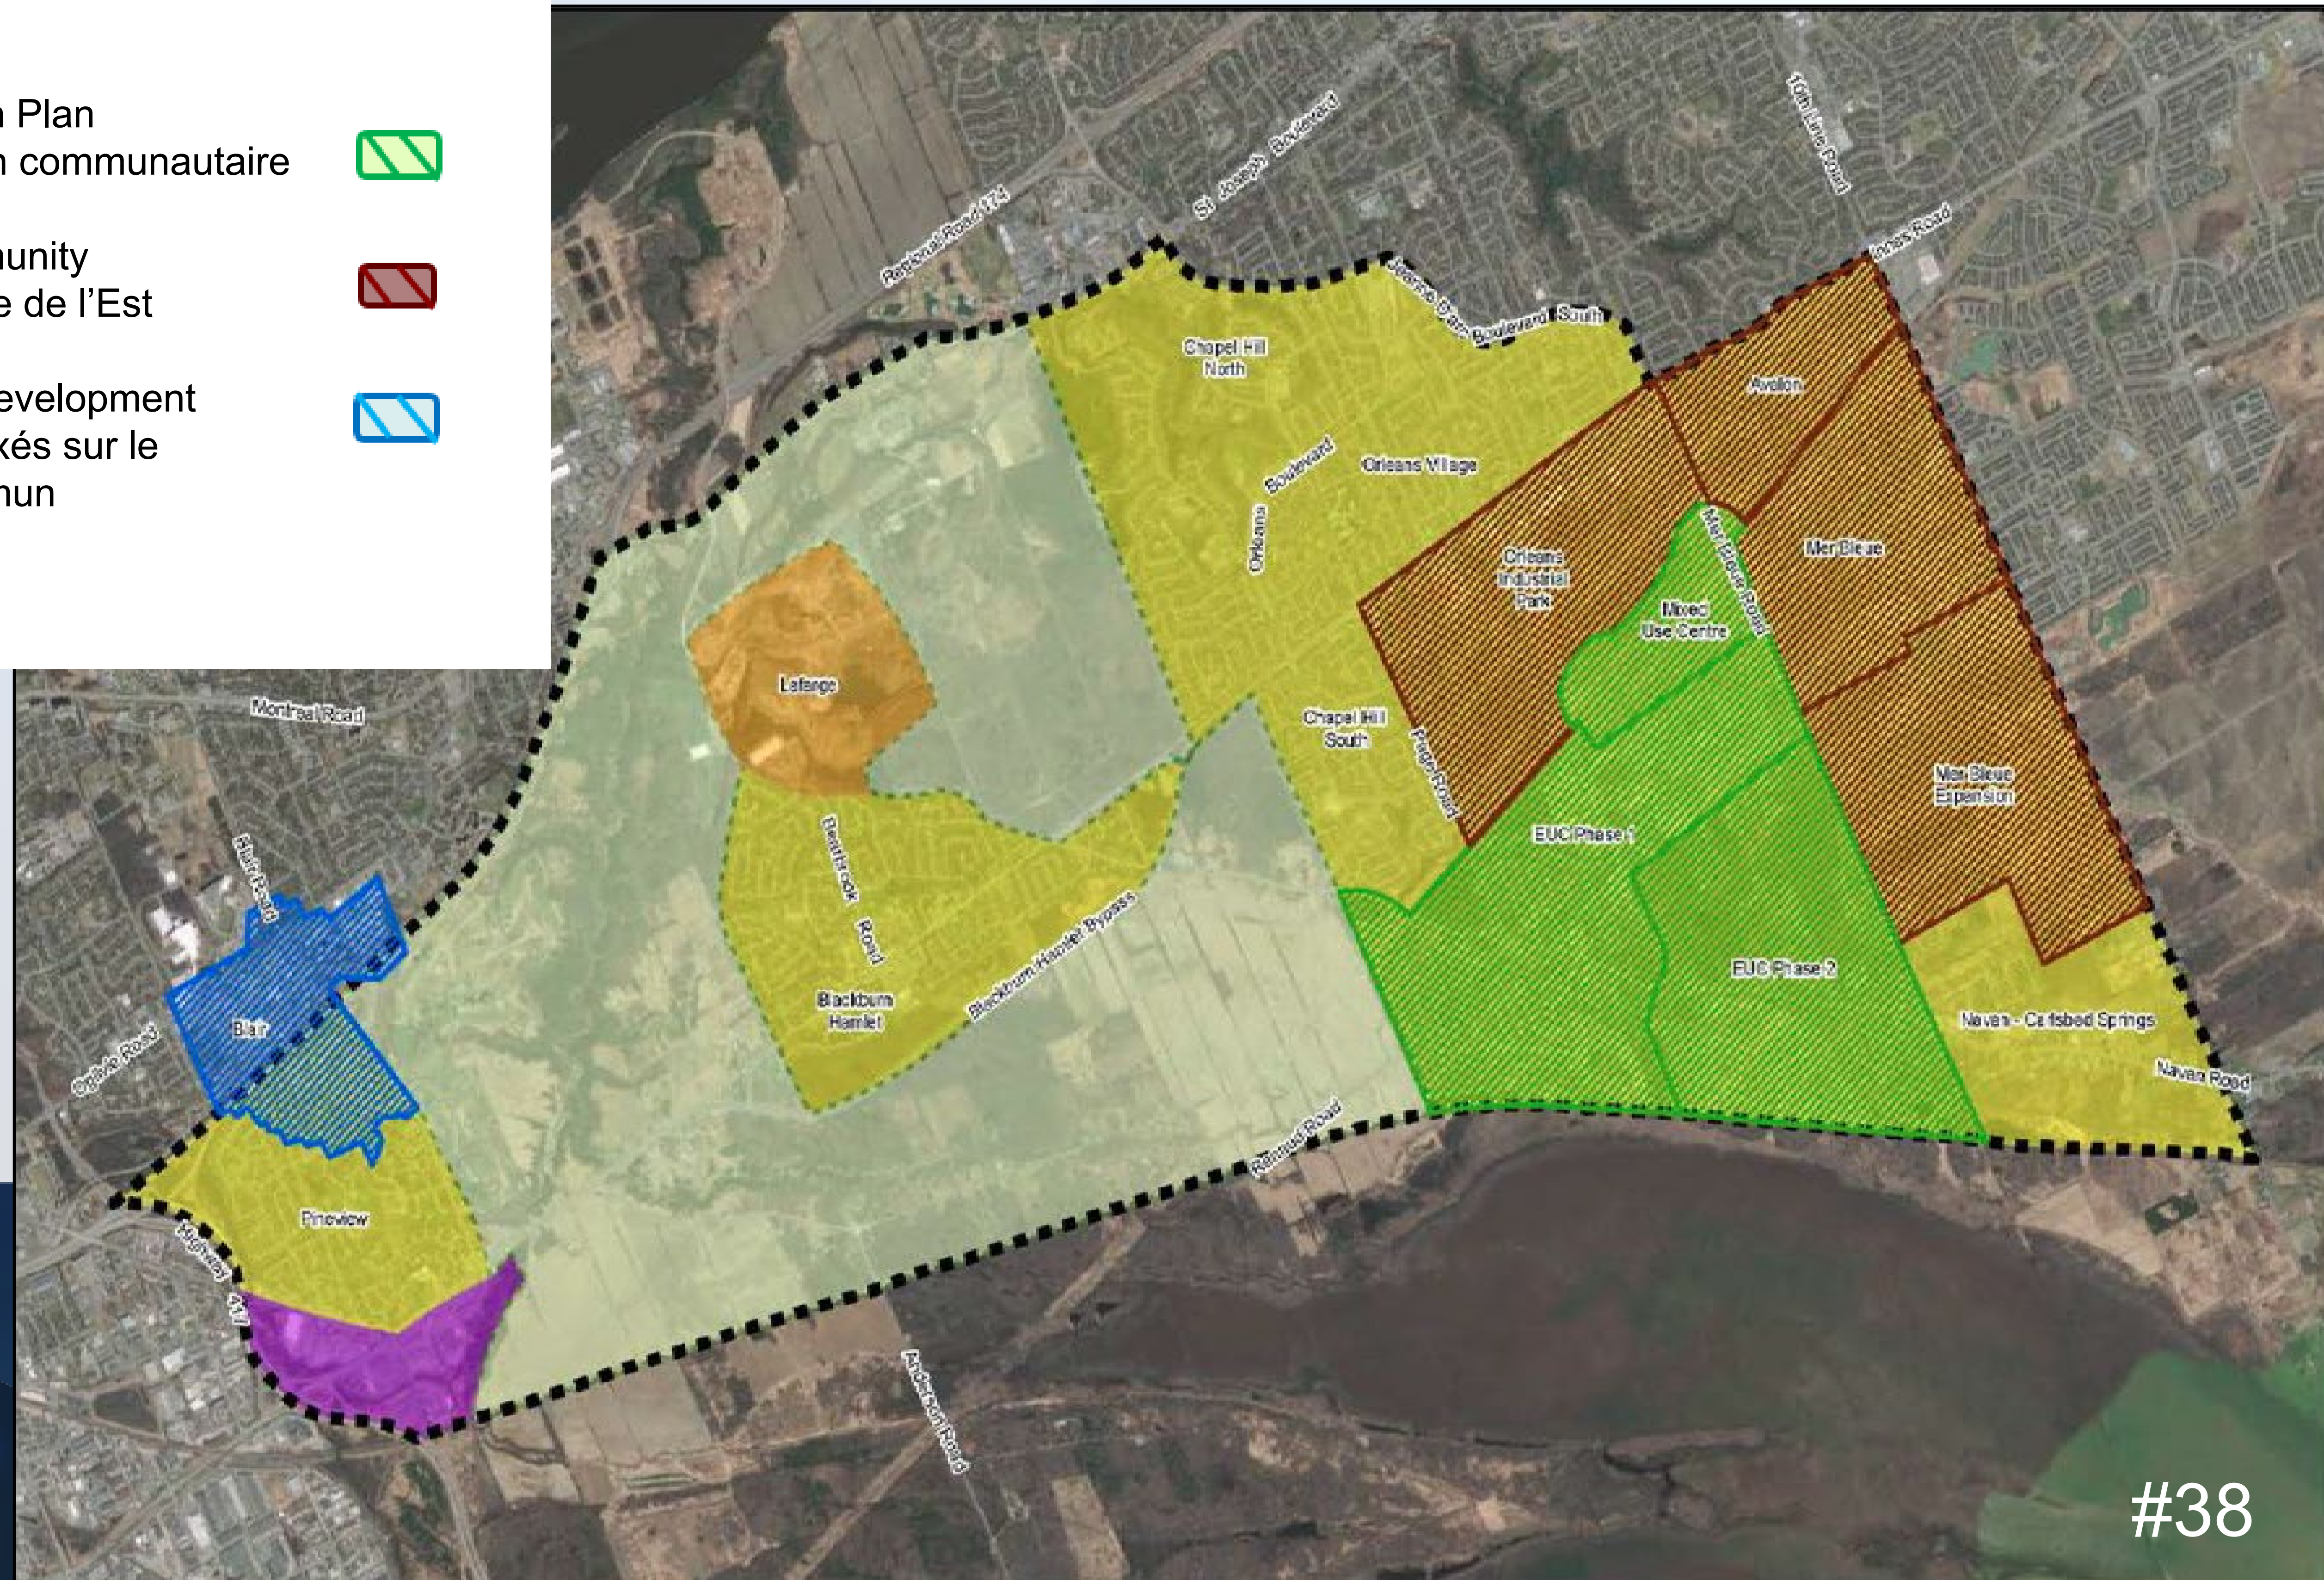 n Plan
n communautaire
unity
e de l’Est
evelopment
xés sur le
mun
Regional Road 174
St. Joseph Boulevard
10th Line Road
Innes Road
Jeanne D'arc Boulevard South
Chapel Hill
North
Avalon
Orleans Village
Orleans
Boulevard
Orleans
Industrial
Park
Mer Bleue Road
Mer Bleue
Mixed
Use Centre
Lafarge
Montreal Road
Chapel Hill
South
Page Road
Mer Bleue
Expansion
EUC Phase 1
Bearbrook
Road
Blair Road
Blackburn Hamlet Bypass
EUC Phase 2
Blackburn
Hamlet
Navan - Carlsbad Springs
Blair
Ogilvie Road
Navan Road
Renaud Road
Pineview
Highway
417
Anderson Road
#38